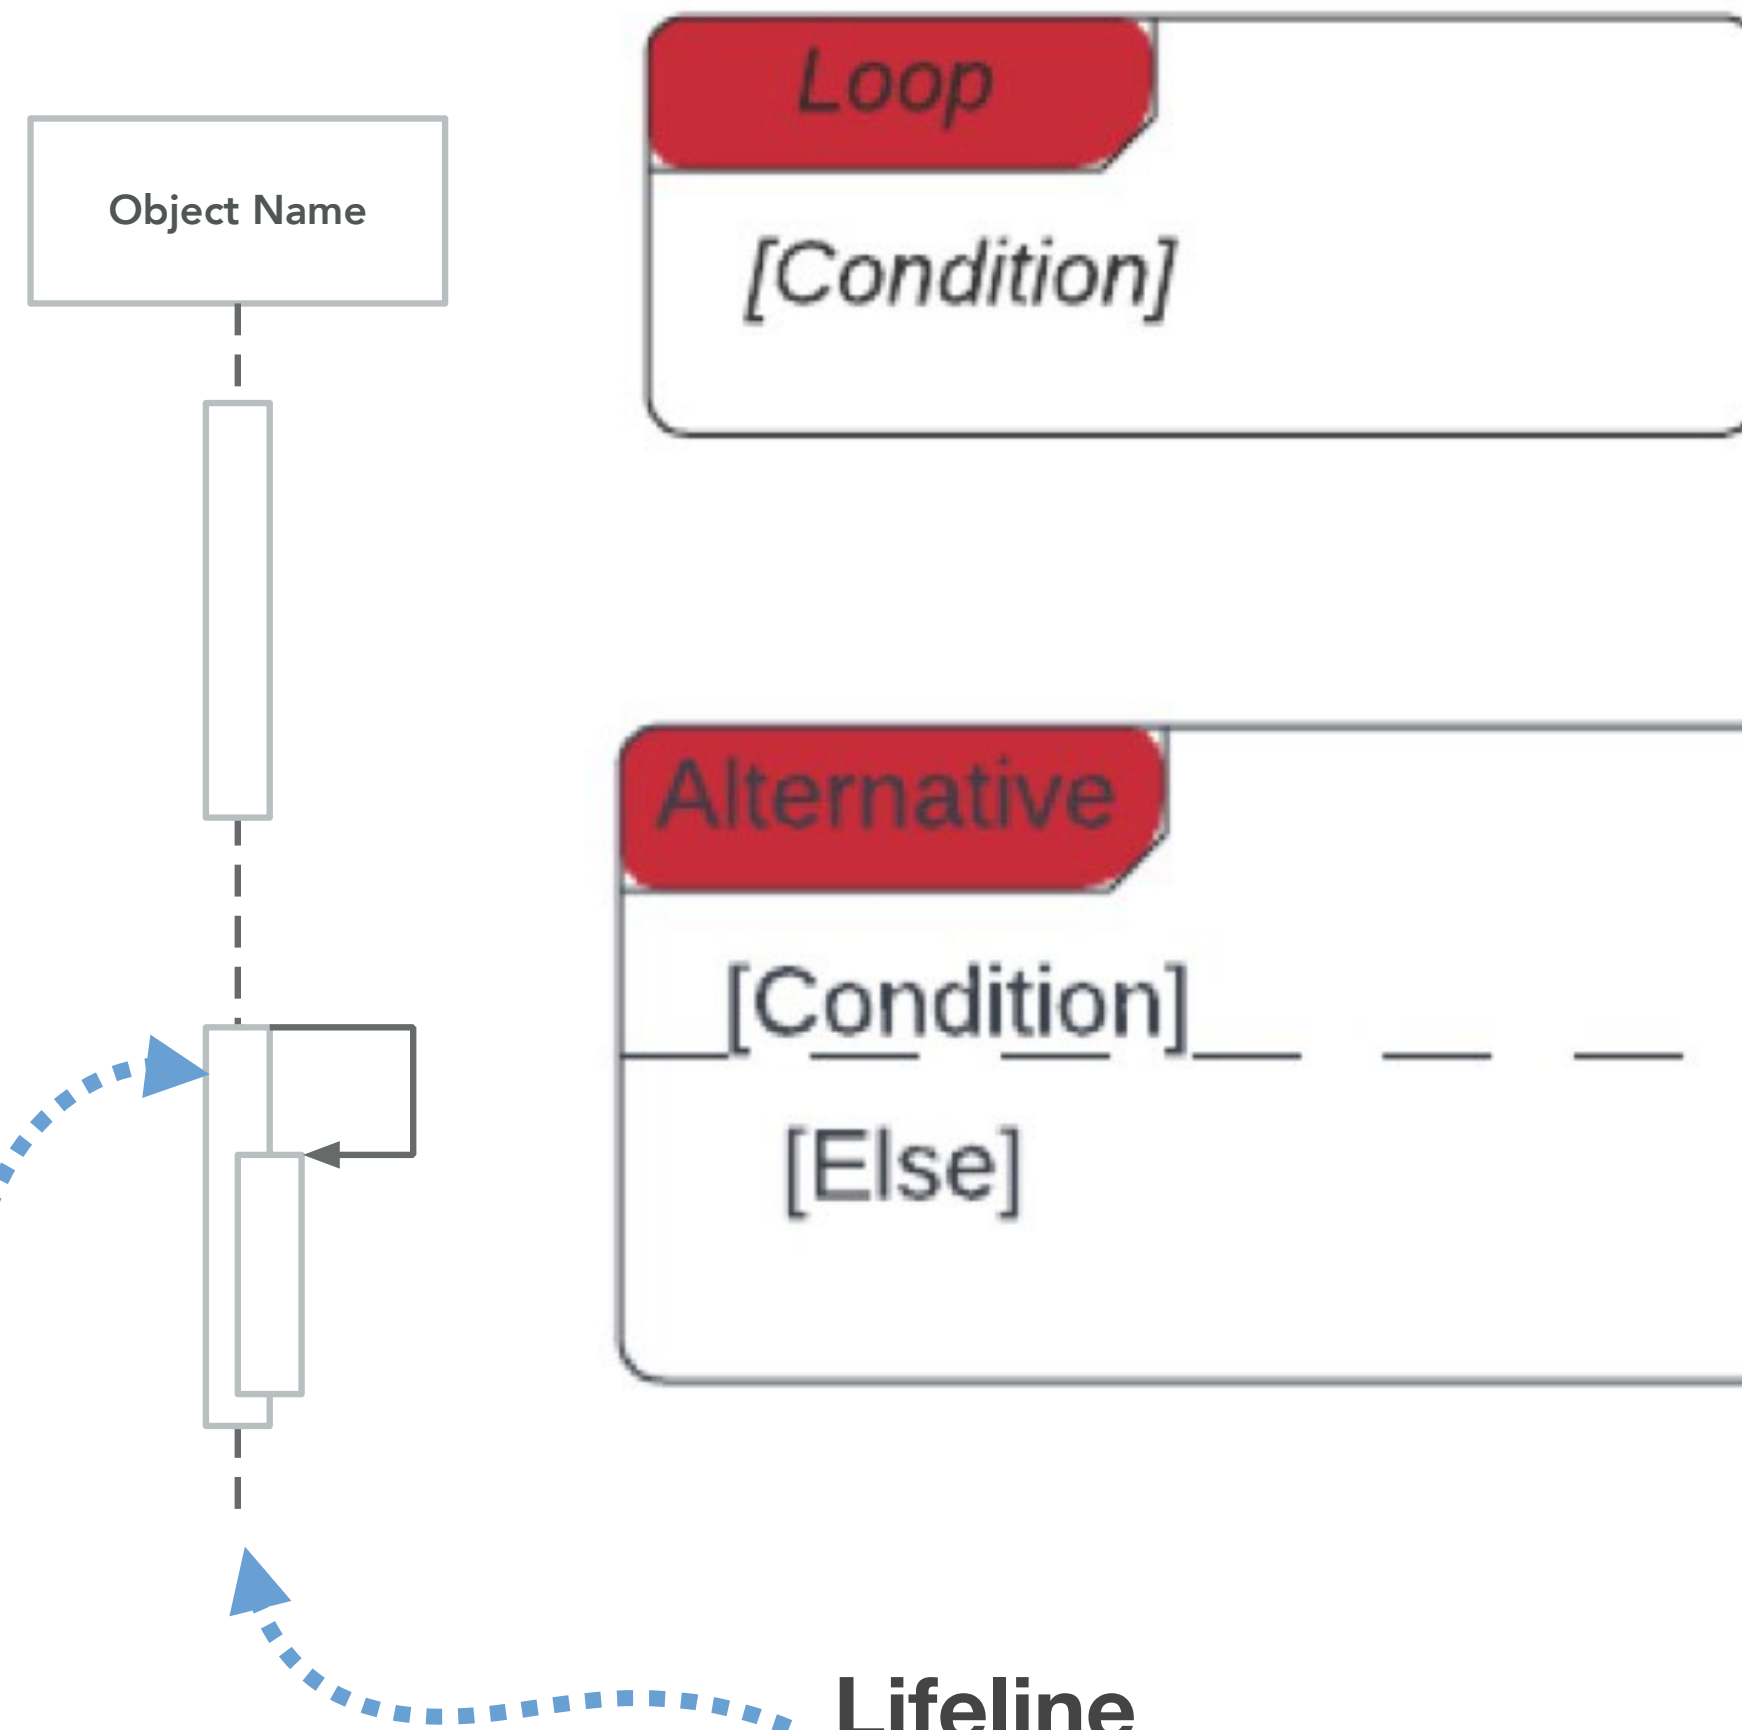 Loop
Object Name
[Condition]
Alternative
[Condition]
[Else]
Lifeline